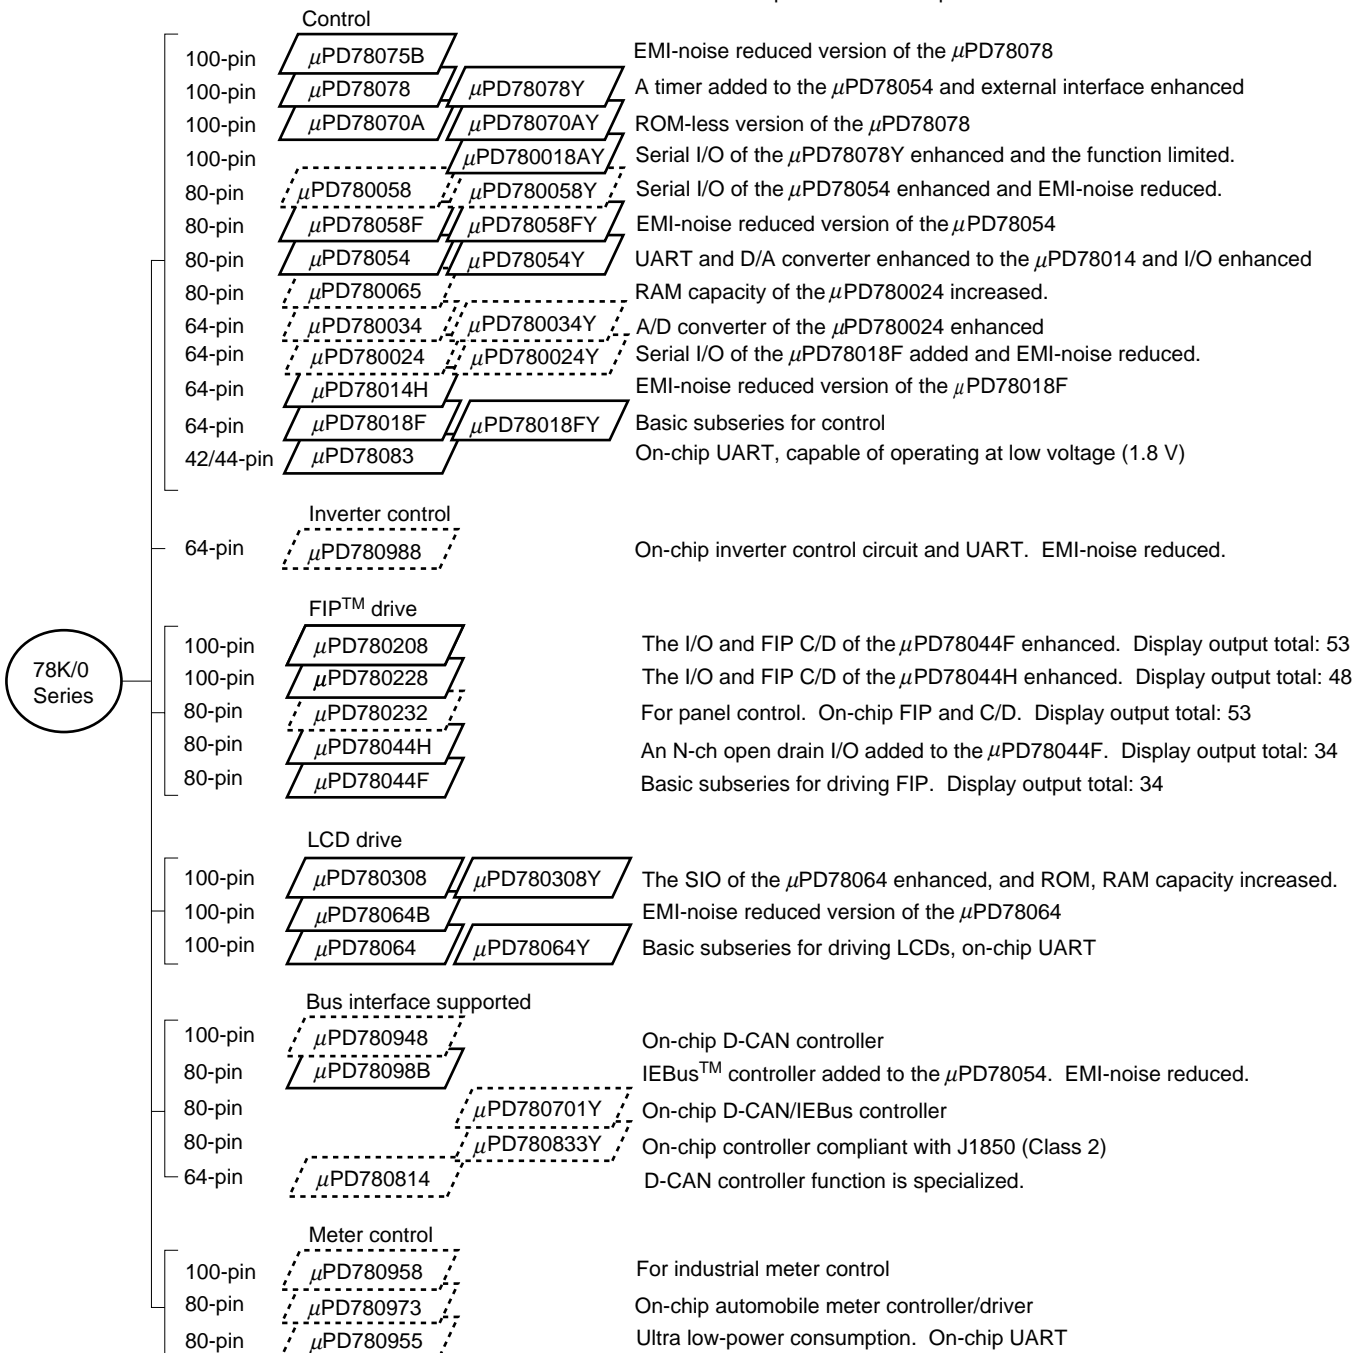 Control
100-pin μPD78075B EMI-noise reduced version of the μPD78078
100-pin μPD78078 μPD78078Y A timer added to the μPD78054 and external interface enhanced
100-pin μPD78070A μPD78070AY ROM-less version of the μPD78078
100-pin μPD780018AY Serial I/O of the μPD78078Y enhanced and the function limited.
80-pin μPD780058 μPD780058Y Serial I/O of the μPD78054 enhanced and EMI-noise reduced.
80-pin μPD78058F μPD78058FY EMI-noise reduced version of the μPD78054
80-pin μPD78054 μPD78054Y UART and D/A converter enhanced to the μPD78014 and I/O enhanced
80-pin μPD780065 RAM capacity of the μPD780024 increased.
64-pin μPD780034 μPD780034Y A/D converter of the μPD780024 enhanced
64-pin μPD780024 μPD780024Y Serial I/O of the μPD78018F added and EMI-noise reduced.
64-pin μPD78014H EMI-noise reduced version of the μPD78018F
64-pin μPD78018F μPD78018FY Basic subseries for control
42/44-pin μPD78083 On-chip UART, capable of operating at low voltage (1.8 V)
Inverter control
64-pin μPD780988 On-chip inverter control circuit and UART. EMI-noise reduced.
78K/0
Series
FIP™ drive
100-pin μPD780208 The I/O and FIP C/D of the μPD78044F enhanced. Display output total: 53
100-pin μPD780228 The I/O and FIP C/D of the μPD78044H enhanced. Display output total: 48
80-pin μPD780232 For panel control. On-chip FIP and C/D. Display output total: 53
80-pin μPD78044H An N-ch open drain I/O added to the μPD78044F. Display output total: 34
80-pin μPD78044F Basic subseries for driving FIP. Display output total: 34
LCD drive
100-pin μPD780308 μPD780308Y The SIO of the μPD78064 enhanced, and ROM, RAM capacity increased.
100-pin μPD78064B EMI-noise reduced version of the μPD78064
100-pin μPD78064 μPD78064Y Basic subseries for driving LCDs, on-chip UART
Bus interface supported
100-pin μPD780948 On-chip D-CAN controller
80-pin μPD78098B IEBus™ controller added to the μPD78054. EMI-noise reduced.
80-pin μPD780701Y On-chip D-CAN/IEBus controller
80-pin μPD780833Y On-chip controller compliant with J1850 (Class 2)
64-pin μPD780814 D-CAN controller function is specialized.
Meter control
100-pin μPD780958 For industrial meter control
80-pin μPD780973 On-chip automobile meter controller/driver
80-pin μPD780955 Ultra low-power consumption. On-chip UART